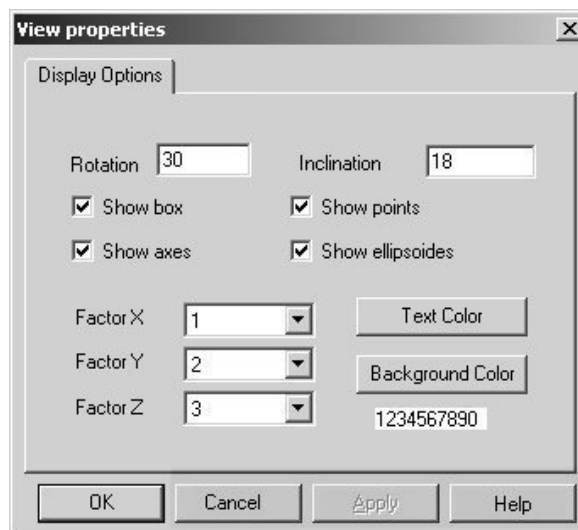 View properties
Display Options
Rotation 30 Inclination 18
Show box Show points
Show axes Show ellipsoides
Factor X 1 Text Color
Factor Y 2 Background Color
Factor Z 3 1234567890
OK Cancel Apply Help